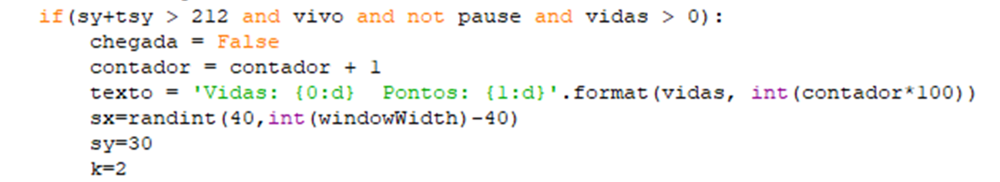 if(sy+tsy > 212 and vivo and not pause and vidas > 0):
chegada = False
contador = contador + 1
texto = 'Vidas: {0:d}  Pontos: {1:d}'.format(vidas, int(contador*100))
sx=randint(40,int(windowWidth)-40)
sy=30
k=2